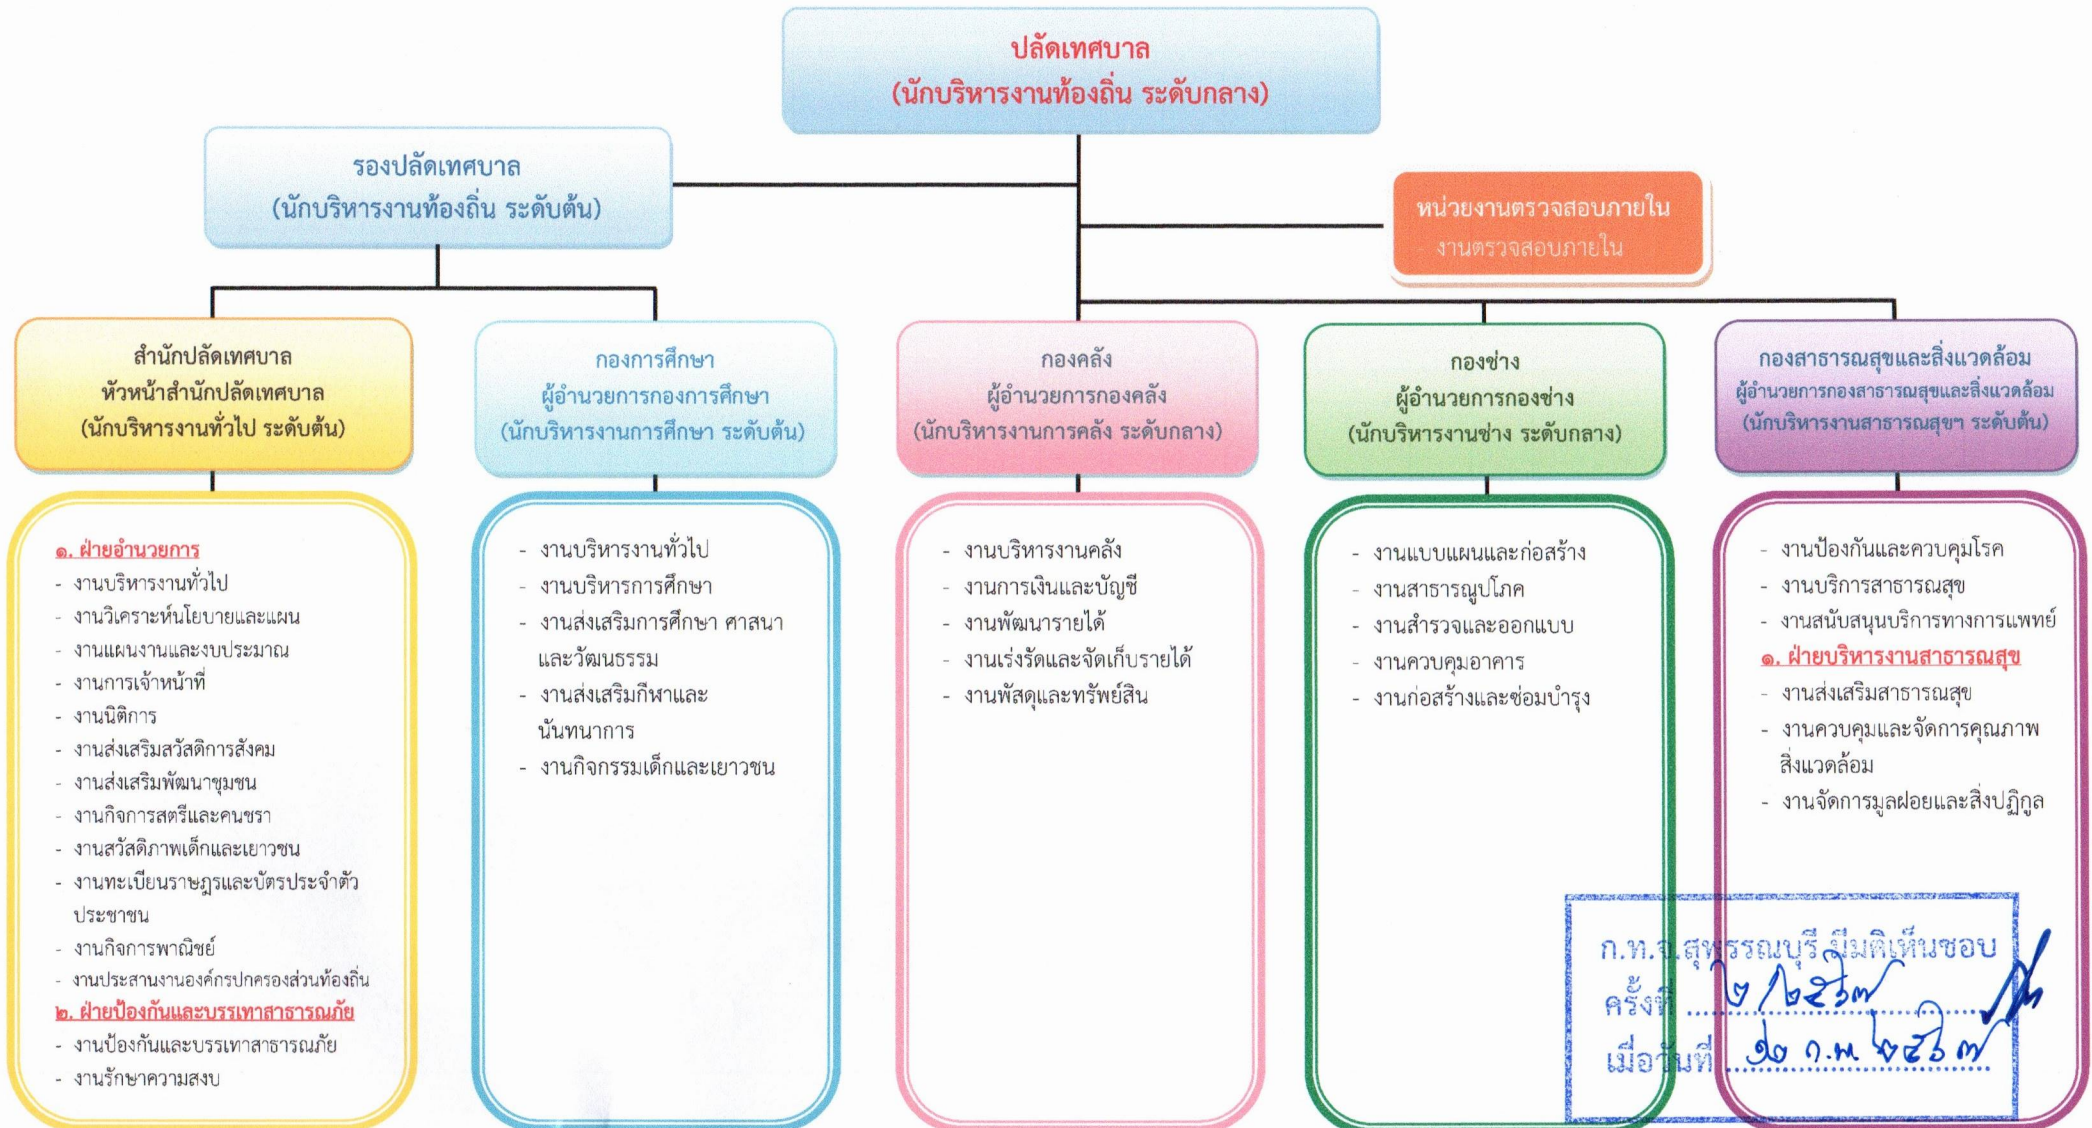 ปลัดเทศบาล
(นักบริหารงานท้องถิ่น ระดับกลาง)
รองปลัดเทศบาล
(นักบริหารงานท้องถิ่น ระดับต้น)
หน่วยงานตรวจสอบภายใน
- งานตรวจสอบภายใน
สำนักปลัดเทศบาล
หัวหน้าสำนักปลัดเทศบาล
(นักบริหารงานทั่วไป ระดับต้น)
กองการศึกษา
ผู้อำนวยการกองการศึกษา
(นักบริหารงานการศึกษา ระดับต้น)
กองคลัง
ผู้อำนวยการกองคลัง
(นักบริหารงานการคลัง ระดับกลาง)
กองช่าง
ผู้อำนวยการกองช่าง
(นักบริหารงานช่าง ระดับกลาง)
กองสาธารณสุขและสิ่งแวดล้อม
ผู้อำนวยการกองสาธารณสุขและสิ่งแวดล้อม
(นักบริหารงานสาธารณสุขฯ ระดับต้น)
๑. ฝ่ายอำนวยการ
- งานบริหารงานทั่วไป
- งานวิเคราะห์นโยบายและแผน
- งานแผนงานและงบประมาณ
- งานการเจ้าหน้าที่
- งานนิติการ
- งานส่งเสริมสวัสดิการสังคม
- งานส่งเสริมพัฒนาชุมชน
- งานกิจการสตรีและคนชรา
- งานสวัสดิภาพเด็กและเยาวชน
- งานทะเบียนราษฎรและบัตรประจำตัว
ประชาชน
- งานกิจการพาณิชย์
- งานประสานงานองค์กรปกครองส่วนท้องถิ่น
๒. ฝ่ายป้องกันและบรรเทาสาธารณภัย
- งานป้องกันและบรรเทาสาธารณภัย
- งานรักษาความสงบ
- งานบริหารงานทั่วไป
- งานบริหารการศึกษา
- งานส่งเสริมการศึกษา ศาสนา
และวัฒนธรรม
- งานส่งเสริมกีฬาและ
นันทนาการ
- งานกิจกรรมเด็กและเยาวชน
- งานบริหารงานคลัง
- งานการเงินและบัญชี
- งานพัฒนารายได้
- งานเร่งรัดและจัดเก็บรายได้
- งานพัสดุและทรัพย์สิน
- งานแบบแผนและก่อสร้าง
- งานสาธารณูปโภค
- งานสำรวจและออกแบบ
- งานควบคุมอาคาร
- งานก่อสร้างและซ่อมบำรุง
- งานป้องกันและควบคุมโรค
- งานบริการสาธารณสุข
- งานสนับสนุนบริการทางการแพทย์
๑. ฝ่ายบริหารงานสาธารณสุข
- งานส่งเสริมสาธารณสุข
- งานควบคุมและจัดการคุณภาพ
สิ่งแวดล้อม
- งานจัดการมูลฝอยและสิ่งปฏิกูล
ก.ท.จ.สุพรรณบุรี มีมติเห็นชอบ
ครั้งที่ ๒/๒๕๖๗
เมื่อวันที่ ๑๒ ก.พ. ๒๕๖๗